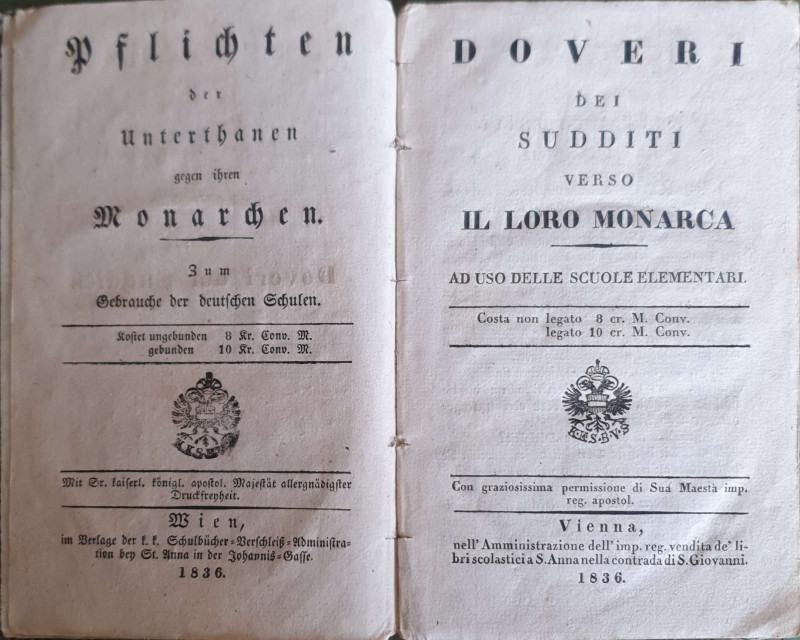 Pflichten
der
Unterthanen
gegen ihren
Monarchen.
Zum
Gebrauche der deutschen Schulen.
Kostet ungebunden 8 Kr. Conv. M.
gebunden 10 Kr. Conv. M.
Mit Sr. kaiserl. königl. apostol. Majestät allergnädigster
Druckfreyheit.
Wien,
im Verlage der k. k. Schulbücher-Verschleiß-Administra-
tion bey St. Anna in der Johannis-Gasse.
1836.
DOVERI
DEI
SUDDITI
VERSO
IL LORO MONARCA
AD USO DELLE SCUOLE ELEMENTARI.
Costa non legato 8 cr. M. Conv.
legato 10 cr. M. Conv.
K.K.S.B.V.S
Con graziosissima permissione di Sua Maestà imp.
reg. apostol.
Vienna,
nell' Amministrazione dell' imp. reg. vendita de' li-
bri scolastici a S. Anna nella contrada di S. Giovanni.
1836.